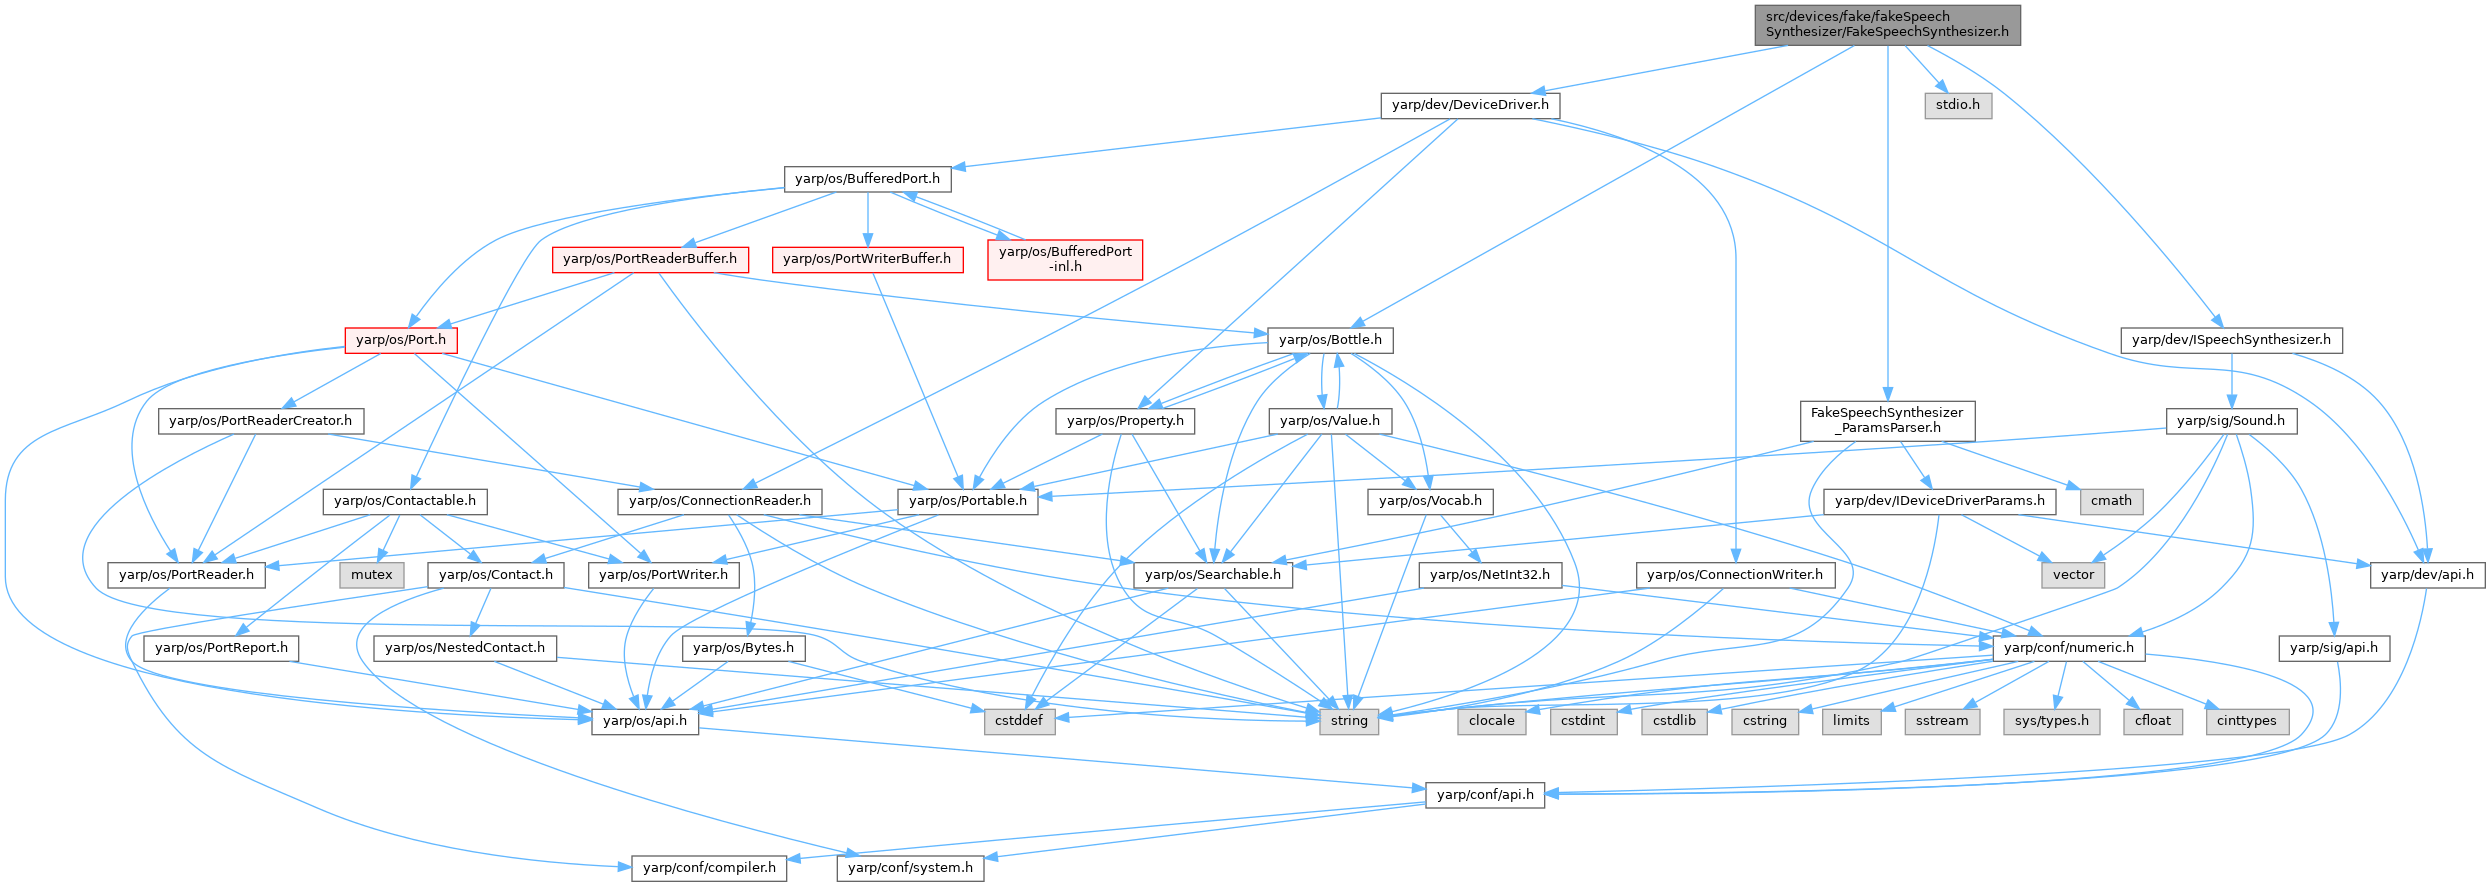 src/devices/fake/fakeSpeech
Synthesizer/FakeSpeechSynthesizer.h
yarp/dev/DeviceDriver.h
stdio.h
yarp/os/BufferedPort.h
yarp/os/PortReaderBuffer.h
yarp/os/PortWriterBuffer.h
yarp/os/BufferedPort
-inl.h
yarp/os/Port.h
yarp/os/Bottle.h
yarp/dev/ISpeechSynthesizer.h
yarp/os/PortReaderCreator.h
yarp/os/Property.h
yarp/os/Value.h
FakeSpeechSynthesizer
_ParamsParser.h
yarp/sig/Sound.h
yarp/os/Contactable.h
yarp/os/ConnectionReader.h
yarp/os/Portable.h
yarp/os/Vocab.h
yarp/dev/IDeviceDriverParams.h
cmath
yarp/os/PortReader.h
mutex
yarp/os/Contact.h
yarp/os/PortWriter.h
yarp/os/Searchable.h
yarp/os/NetInt32.h
yarp/os/ConnectionWriter.h
vector
yarp/dev/api.h
yarp/os/PortReport.h
yarp/os/NestedContact.h
yarp/os/Bytes.h
yarp/conf/numeric.h
yarp/sig/api.h
yarp/os/api.h
cstddef
string
clocale
cstdint
cstdlib
cstring
limits
sstream
sys/types.h
cfloat
cinttypes
yarp/conf/api.h
yarp/conf/compiler.h
yarp/conf/system.h